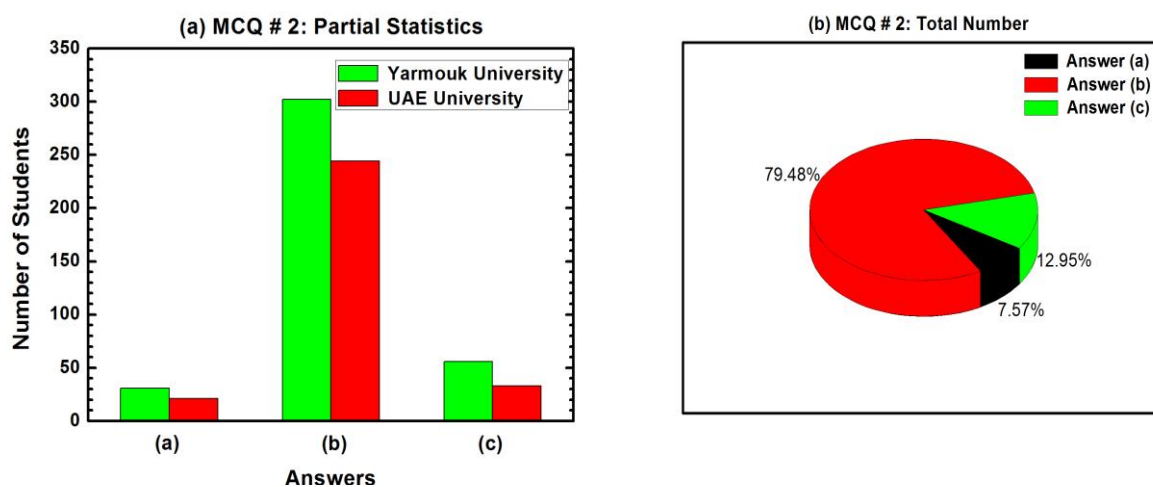 (a) MCQ # 2: Partial Statistics
350
300
250
200
150
100
50
0
Number of Students
Yarmouk University
UAE University
(a) (b) (c)
Answers
(b) MCQ # 2: Total Number
Answer (a)
Answer (b)
Answer (c)
79.48%
12.95%
7.57%